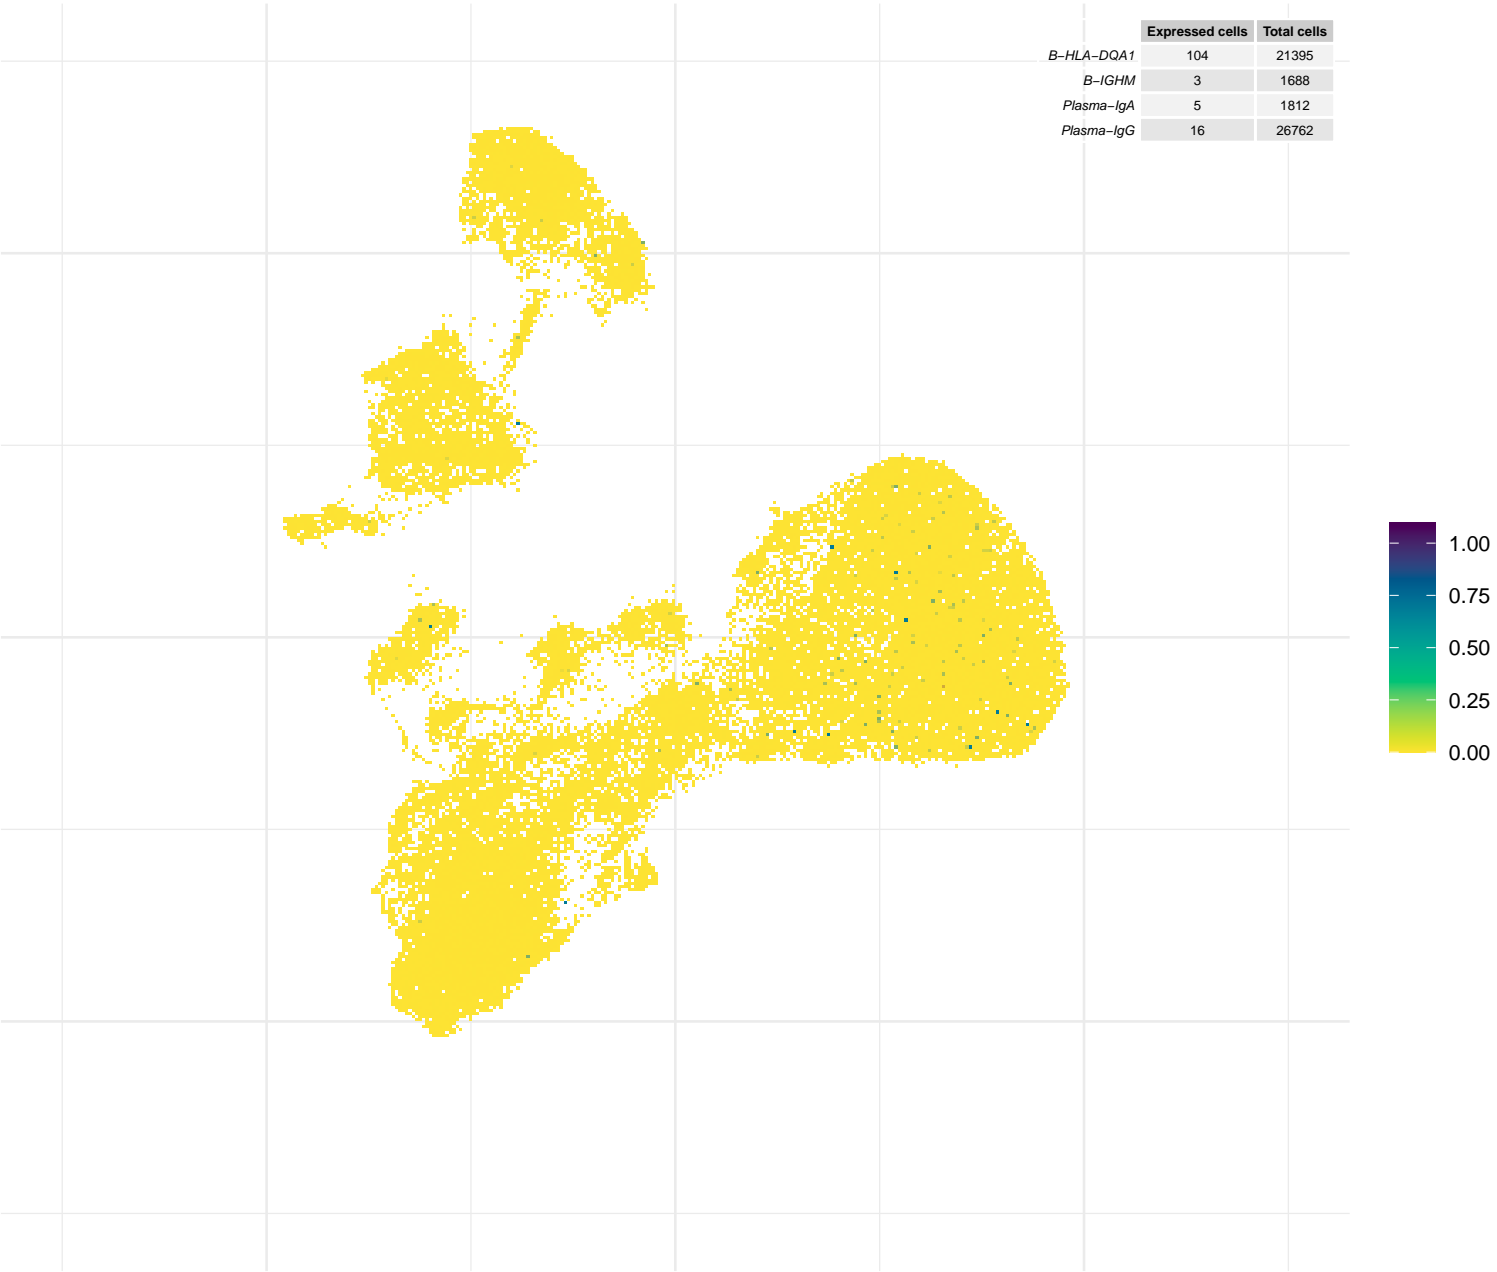 Expressed cells Total cells
B−HLA−DQA1 104 21395
B−IGHM 3 1688
Plasma−IgA 5 1812
Plasma−IgG 16 26762
1.00
0.75
0.50
0.25
0.00